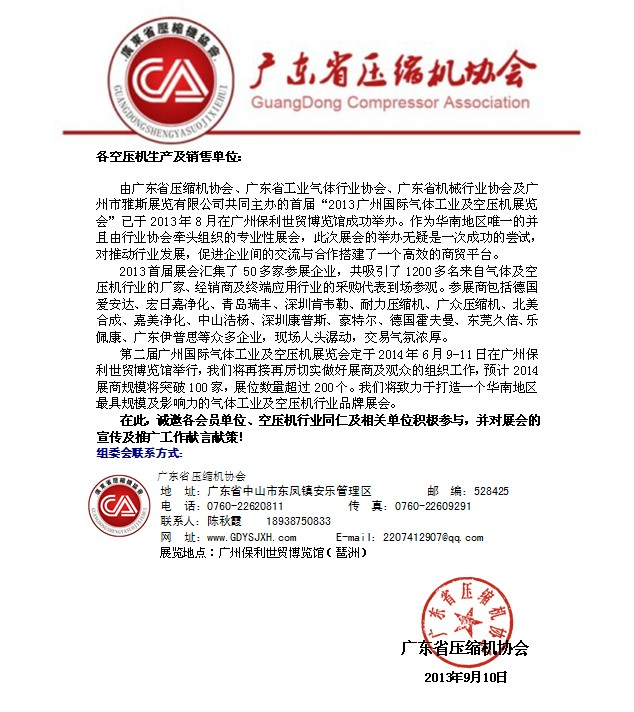 廣東省壓縮機協會
CA
GUANGDONGSHENGYASUOJIXIEHUI
广东省压缩机协会
GuangDong Compressor Association
各空压机生产及销售单位:
由广东省压缩机协会、广东省工业气体行业协会、广东省机械行业协会及广
州市雅斯展览有限公司共同主办的首届“2013广州国际气体工业及空压机展览
会”已于2013年8月在广州保利世贸博览馆成功举办。作为华南地区唯一的并
且由行业协会牵头组织的专业性展会，此次展会的举办无疑是一次成功的尝试，
对推动行业发展，促进企业间的交流与合作搭建了一个高效的商贸平台。
2013首届展会汇集了50多家参展企业，共吸引了1200多名来自气体及空
压机行业的厂家、经销商及终端应用行业的采购代表到场参观。参展商包括德国
爱安达、宏日嘉净化、青岛瑞丰、深圳肯韦勒、耐力压缩机、广众压缩机、北美
合成、嘉美净化、中山浩杨、深圳康普斯、豪特尔、德国霍夫曼、东莞久倍、乐
佩康、广东伊普思等众多企业，现场人头濿动，交易气氛浓厚。
第二届广州国际气体工业及空压机展览会定于2014年6月9-11日在广州保
利世贸博览馆举行，我们将再接再厉切实做好展商及观众的组织工作，预计2014
展商规模将突破100家，展位数量超过200个。我们将致力于打造一个华南地区
最具规模及影响力的气体工业及空压机行业品牌展会。
在此，诚邀各会员单位、空压机行业同仁及相关单位积极参与，并对展会的
宣传及推广工作献言献策！
组委会联系方式:
廣東省壓縮機協會
CA
广东省压缩机协会
地 址: 广东省中山市东凤镇安乐管理区 邮 编: 528425
电 话: 0760-22620811 传 真: 0760-22609291
联系人: 陈秋霞 18938750833
网 址: www.GDYSJXH.com E-mail: 2207412907@qq.com
展览地点: 广州保利世贸博览馆(琶洲)
广东省压缩机协会
广东省压缩机协会
2013年9月10日